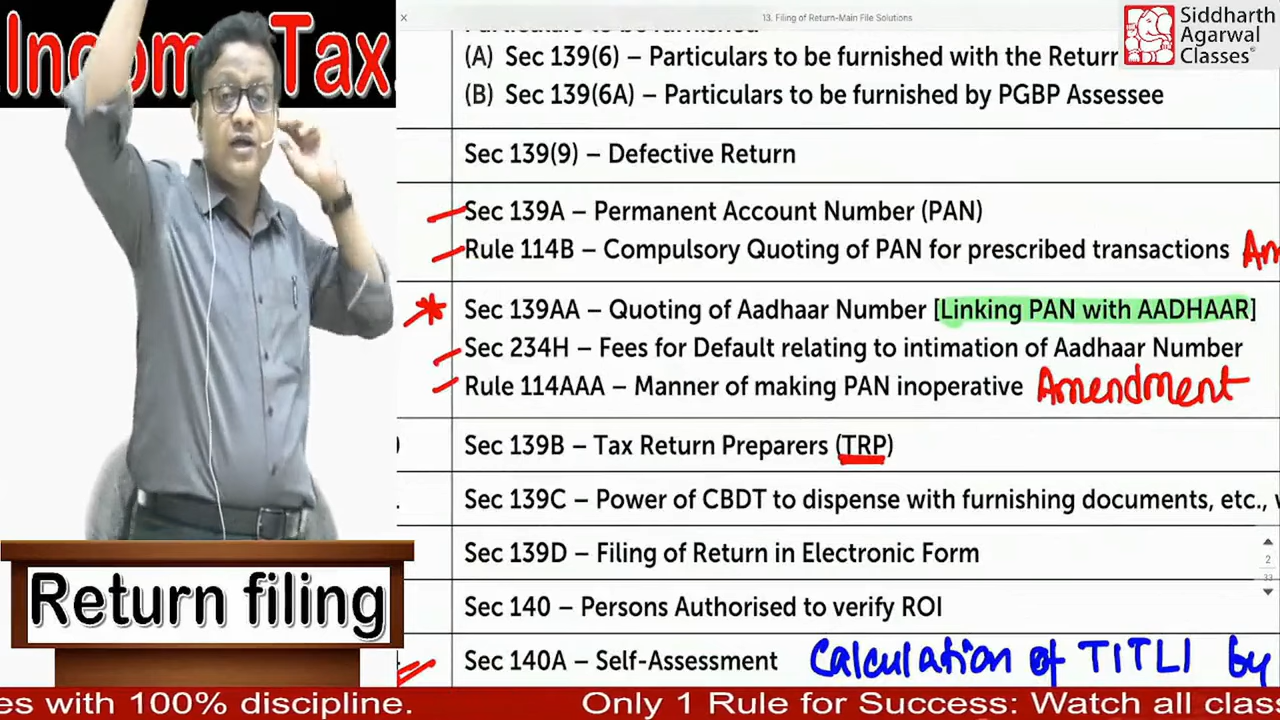 Income Tax.
13. Filing of Return-Main File Solutions
Siddharth
Agarwal
Classes
(A) Sec 139(6) – Particulars to be furnished with the Return
(B) Sec 139(6A) – Particulars to be furnished by PGBP Assessee
Sec 139(9) – Defective Return
Sec 139A – Permanent Account Number (PAN)
Rule 114B – Compulsory Quoting of PAN for prescribed transactions
Sec 139AA – Quoting of Aadhaar Number [Linking PAN with AADHAAR]
Sec 234H – Fees for Default relating to intimation of Aadhaar Number
Rule 114AAA – Manner of making PAN inoperative Amendment
Sec 139B – Tax Return Preparers (TRP)
Sec 139C – Power of CBDT to dispense with furnishing documents, etc.,
Sec 139D – Filing of Return in Electronic Form
2
33
Sec 140 – Persons Authorised to verify ROI
Sec 140A – Self-Assessment Calculation of TITLI by
Return filing
es with 100% discipline. Only 1 Rule for Success: Watch all